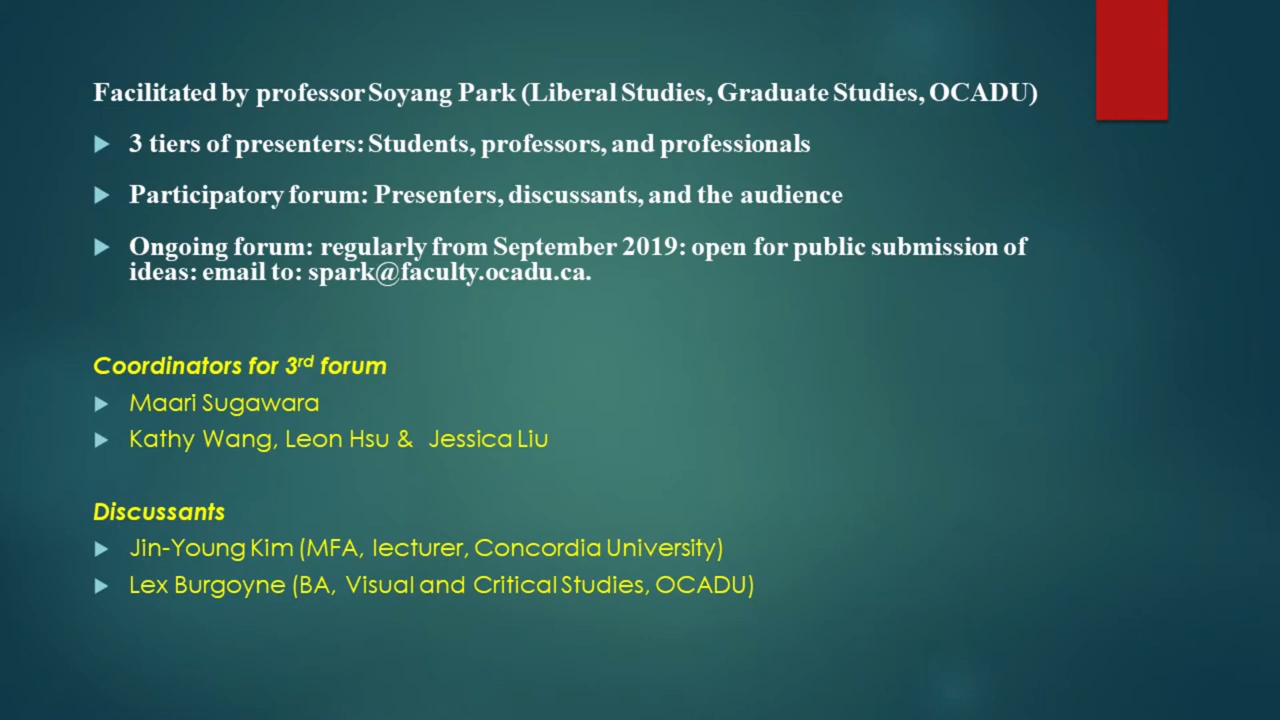 Facilitated by professor Soyang Park (Liberal Studies, Graduate Studies, OCADU)
3 tiers of presenters: Students, professors, and professionals
Participatory forum: Presenters, discussants, and the audience
Ongoing forum: regularly from September 2019: open for public submission of
ideas: email to: spark@faculty.ocadu.ca.
Coordinators for 3rd forum
Maari Sugawara
Kathy Wang, Leon Hsu & Jessica Liu
Discussants
Jin-Young Kim (MFA, lecturer, Concordia University)
Lex Burgoyne (BA, Visual and Critical Studies, OCADU)